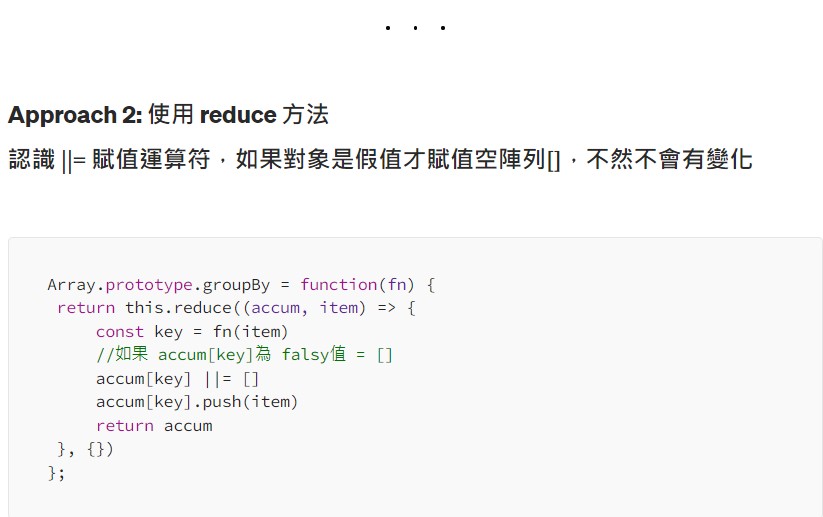 . . .
Approach 2: 使用 reduce 方法
認識 ||= 賦值運算符，如果對象是假值才賦值空陣列[]，不然不會有變化
Array.prototype.groupBy = function(fn) {
 return this.reduce((accum, item) => {
     const key = fn(item)
     //如果 accum[key]為 falsy值 = []
     accum[key] ||= []
     accum[key].push(item)
     return accum
 }, {})
};